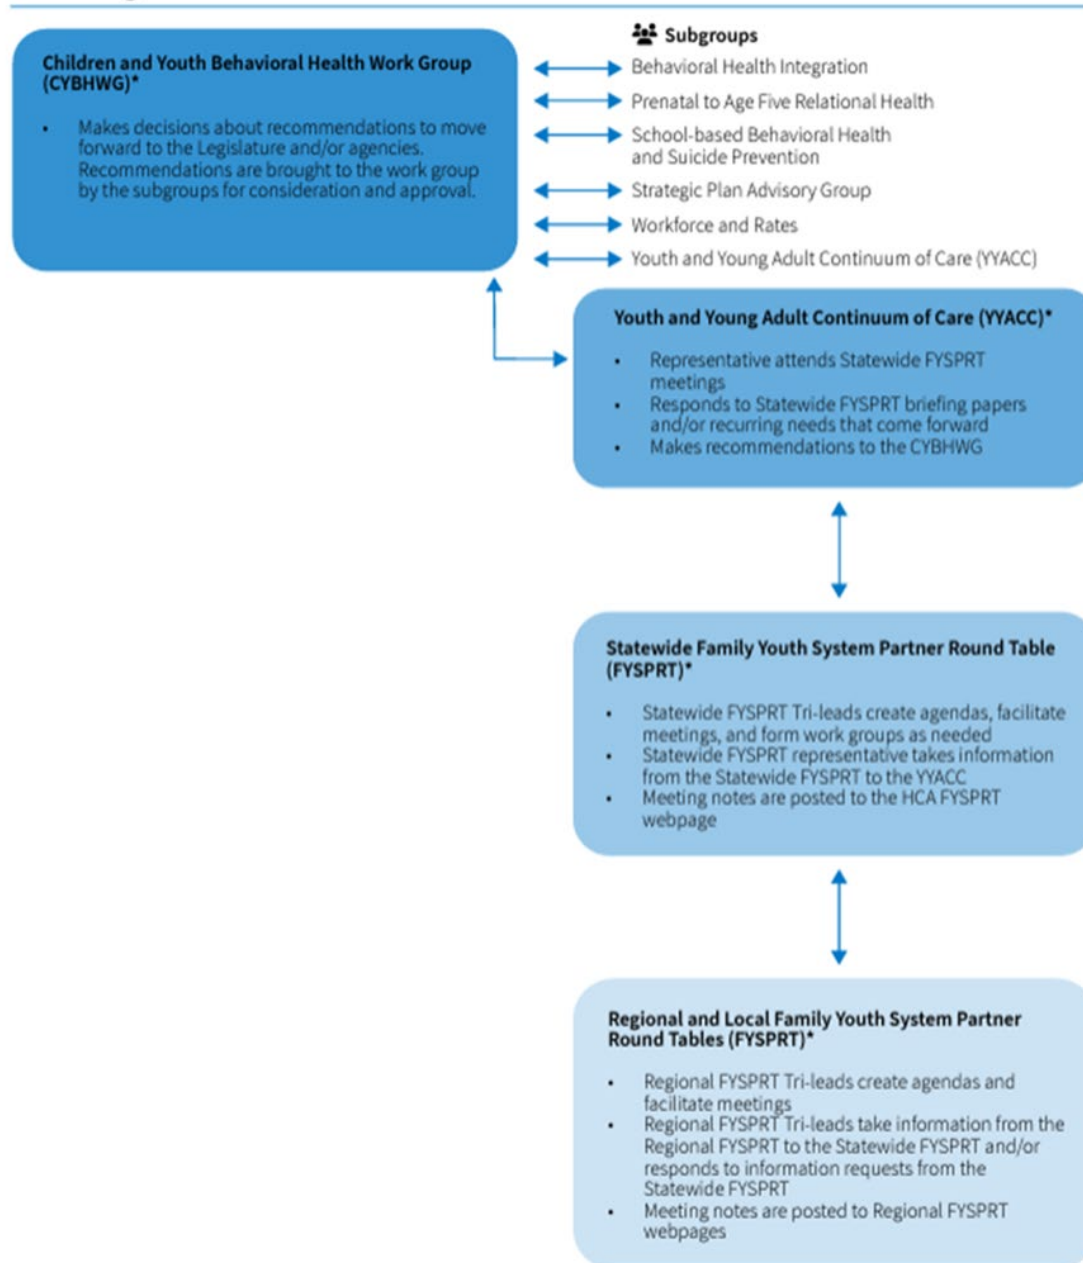 Children and Youth Behavioral Health Work Group
(CYBHWG)*
• Makes decisions about recommendations to move
forward to the Legislature and/or agencies.
Recommendations are brought to the work group
by the subgroups for consideration and approval.
Subgroups
Behavioral Health Integration
Prenatal to Age Five Relational Health
School-based Behavioral Health
and Suicide Prevention
Strategic Plan Advisory Group
Workforce and Rates
Youth and Young Adult Continuum of Care (YYACC)
Youth and Young Adult Continuum of Care (YYACC)*
• Representative attends Statewide FYSPRT
meetings
• Responds to Statewide FYSPRT briefing papers
and/or recurring needs that come forward
• Makes recommendations to the CYBHWG
Statewide Family Youth System Partner Round Table
(FYSPRT)*
• Statewide FYSPRT Tri-leads create agendas, facilitate
meetings, and form work groups as needed
• Statewide FYSPRT representative takes information
from the Statewide FYSPRT to the YYACC
• Meeting notes are posted to the HCA FYSPRT
webpage
Regional and Local Family Youth System Partner
Round Tables (FYSPRT)*
• Regional FYSPRT Tri-leads create agendas and
facilitate meetings
• Regional FYSPRT Tri-leads take information from the
Regional FYSPRT to the Statewide FYSPRT and/or
responds to information requests from the
Statewide FYSPRT
• Meeting notes are posted to Regional FYSPRT
webpages